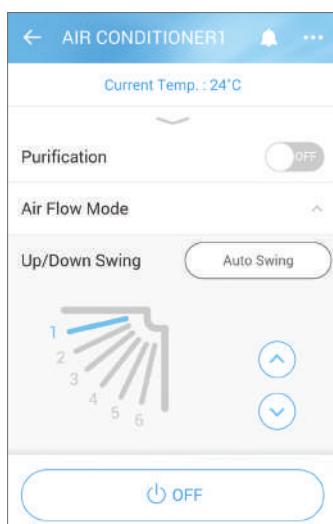 AIR CONDITIONER1
Current Temp. : 24°C
Purification OFF
Air Flow Mode
Up/Down Swing Auto Swing
1
2
3
4
5
6
OFF